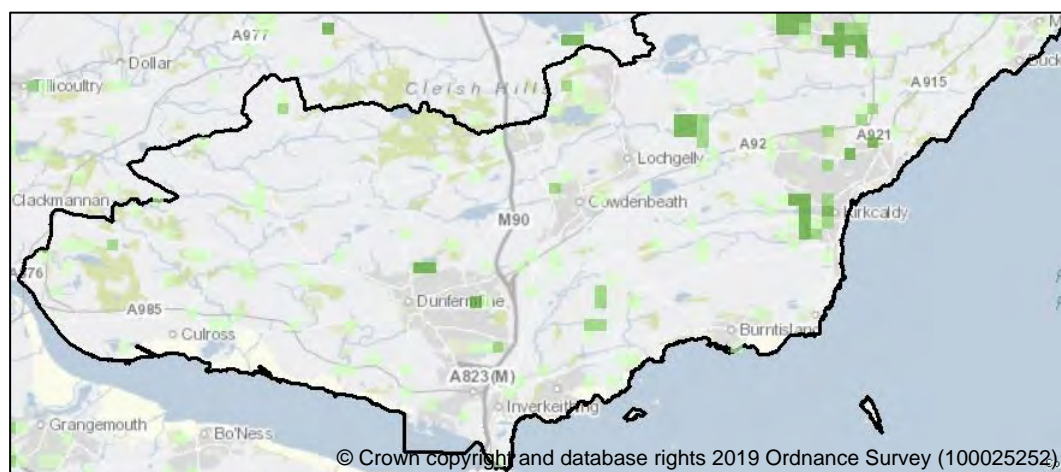 A977
Dollar
Cleish Hills
A915
A921
A92
Lochgelly
Clackmannan
Cowdenbeath
Kirkcaldy
M90
A985
Dunfermline
Culross
Burntisland
A823(M)
Inverkeithing
Grangemouth
Bo'Ness
© Crown copyright and database rights 2019 Ordnance Survey (100025252)